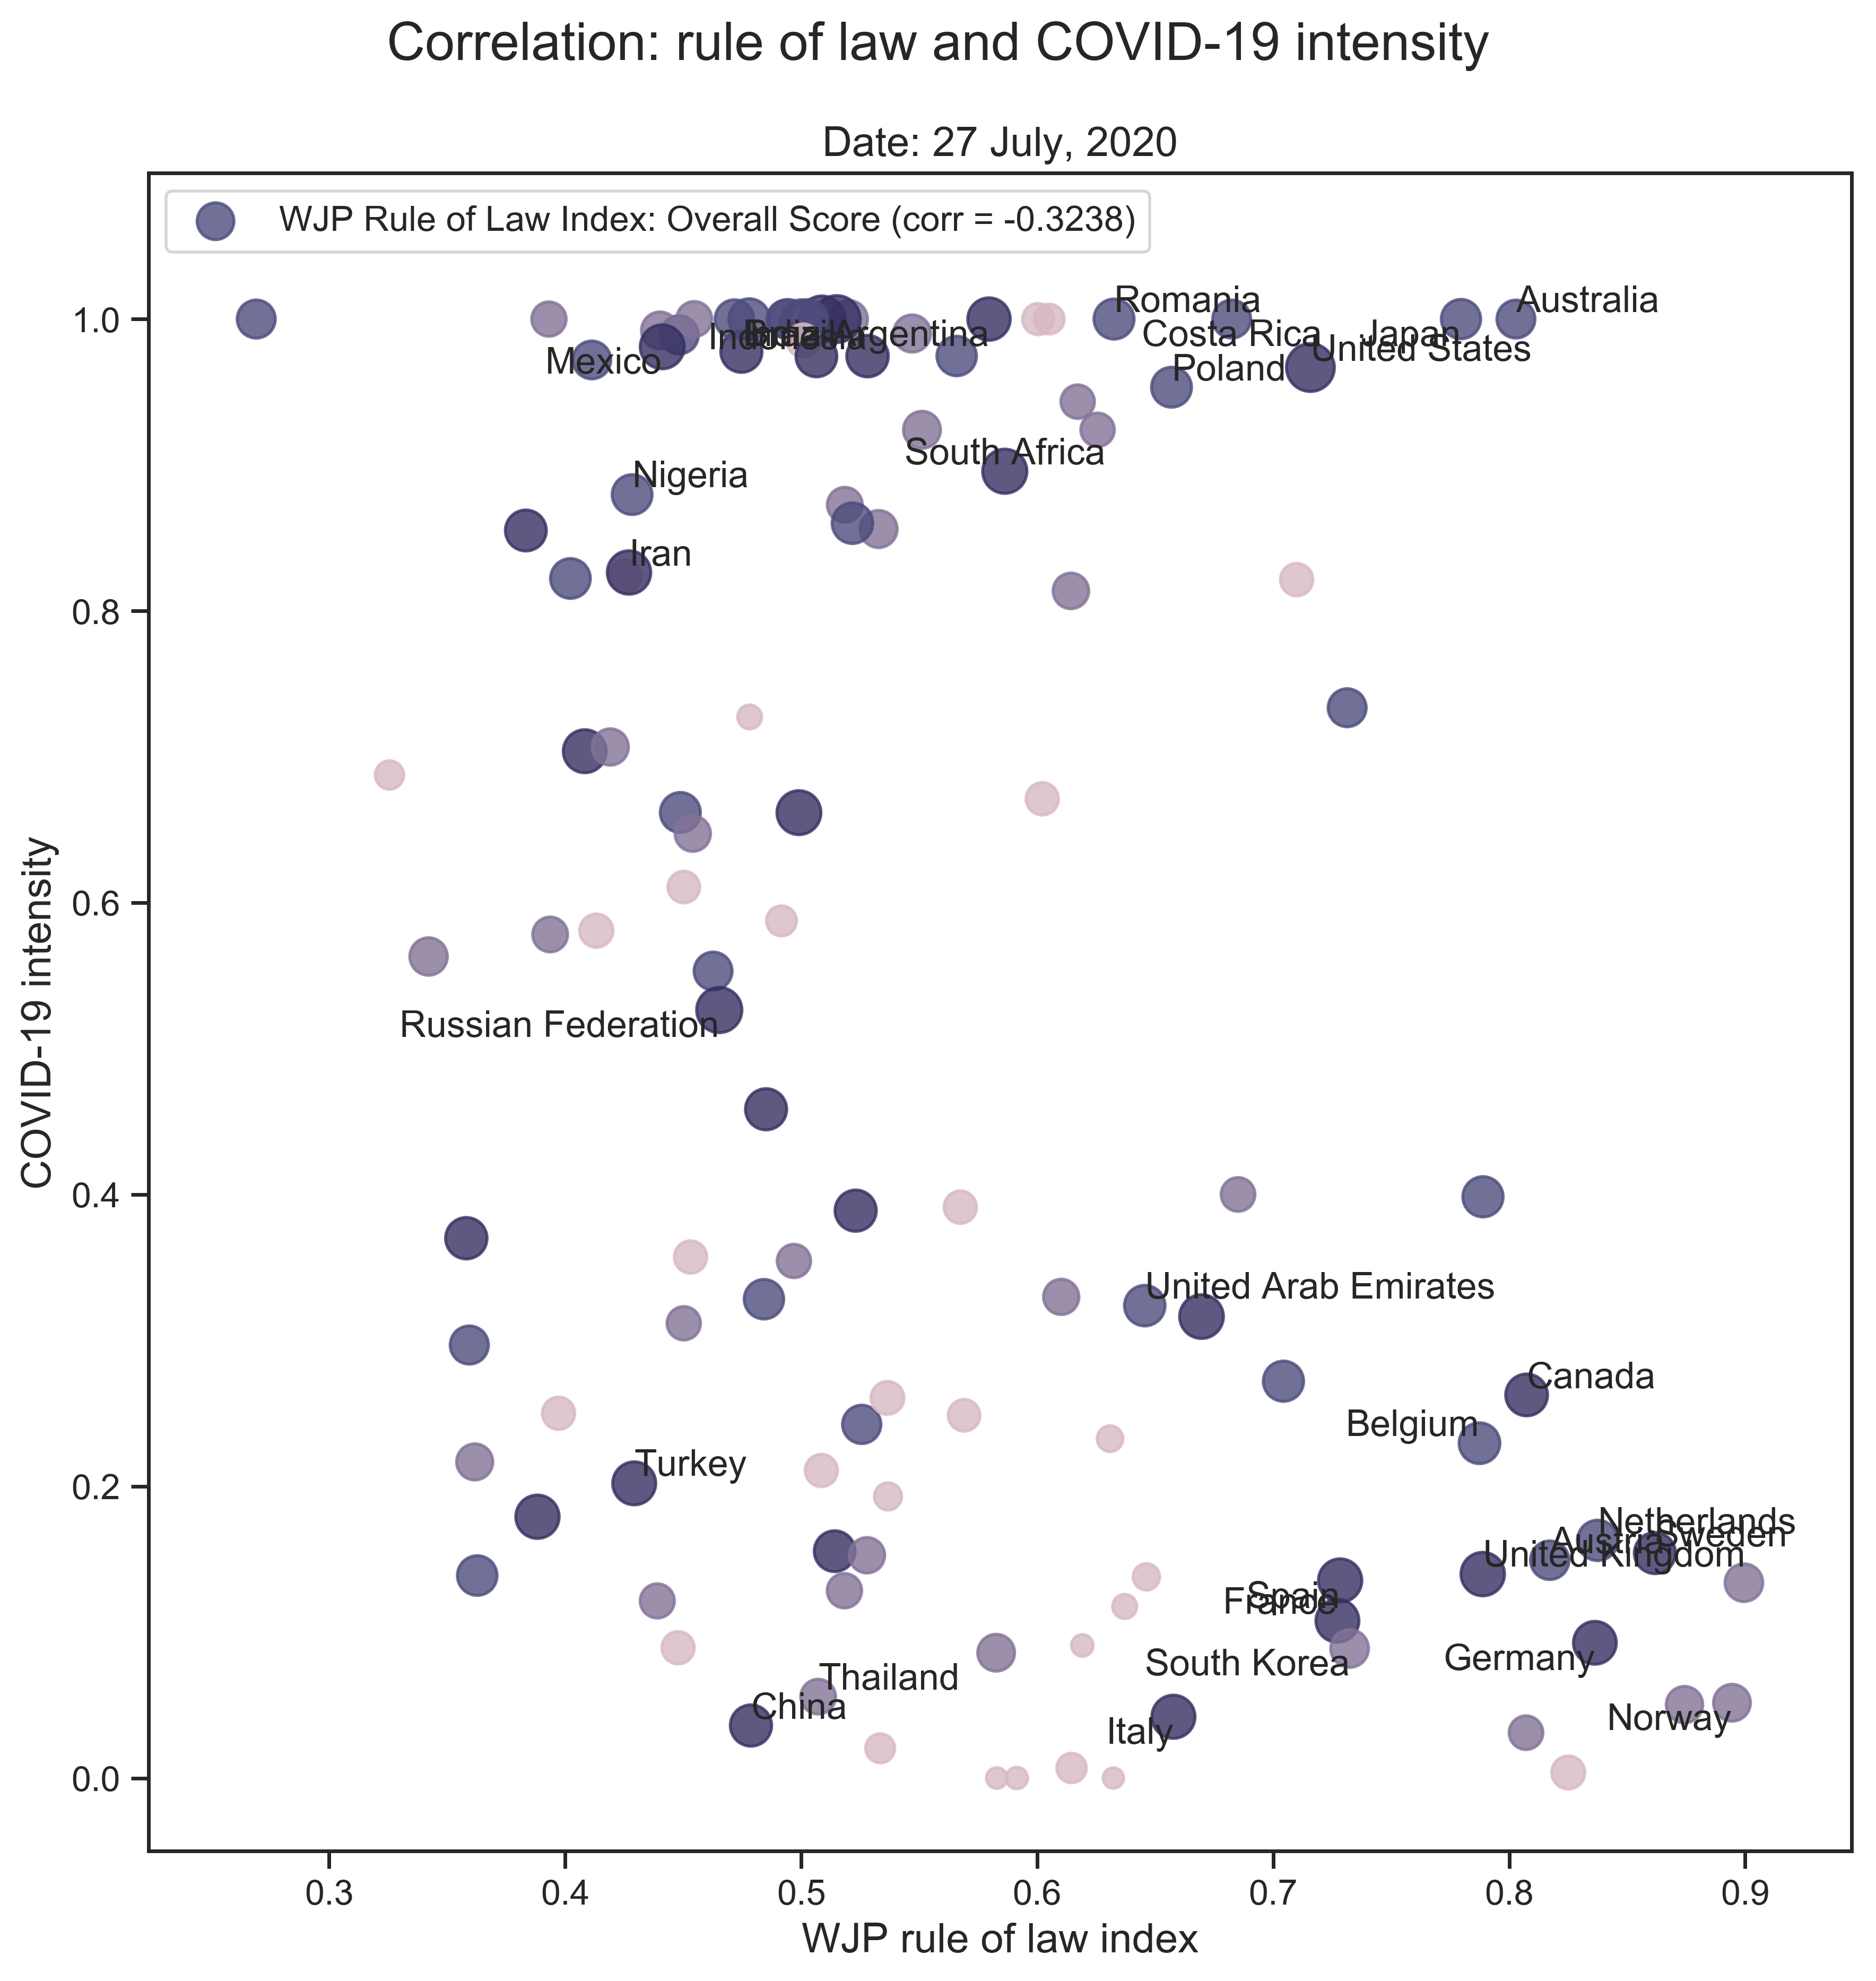 Correlation: rule of law and COVID-19 intensity
Date: 27 July, 2020
WJP Rule of Law Index: Overall Score (corr = -0.3238)
Romania
Australia
Costa Rica
Japan
Indonesia
Argentina
United States
Mexico
Poland
South Africa
Nigeria
Iran
Russian Federation
United Arab Emirates
Canada
Belgium
Turkey
Netherlands
Sweden
Austria
United Kingdom
Spain
France
South Korea
Germany
Thailand
China
Norway
Italy
1.0
0.8
0.6
0.4
0.2
0.0
COVID-19 intensity
0.3
0.4
0.5
0.6
0.7
0.8
0.9
WJP rule of law index